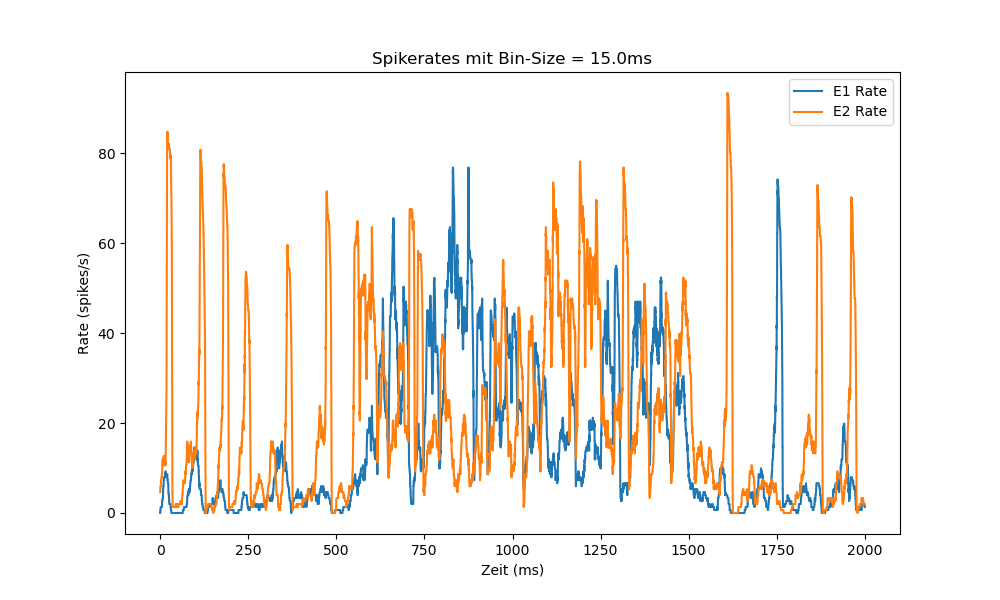 Spikerates mit Bin-Size = 15.0ms
E1 Rate
E2 Rate
80
60
40
20
0
Rate (spikes/s)
0 250 500 750 1000 1250 1500 1750 2000
Zeit (ms)